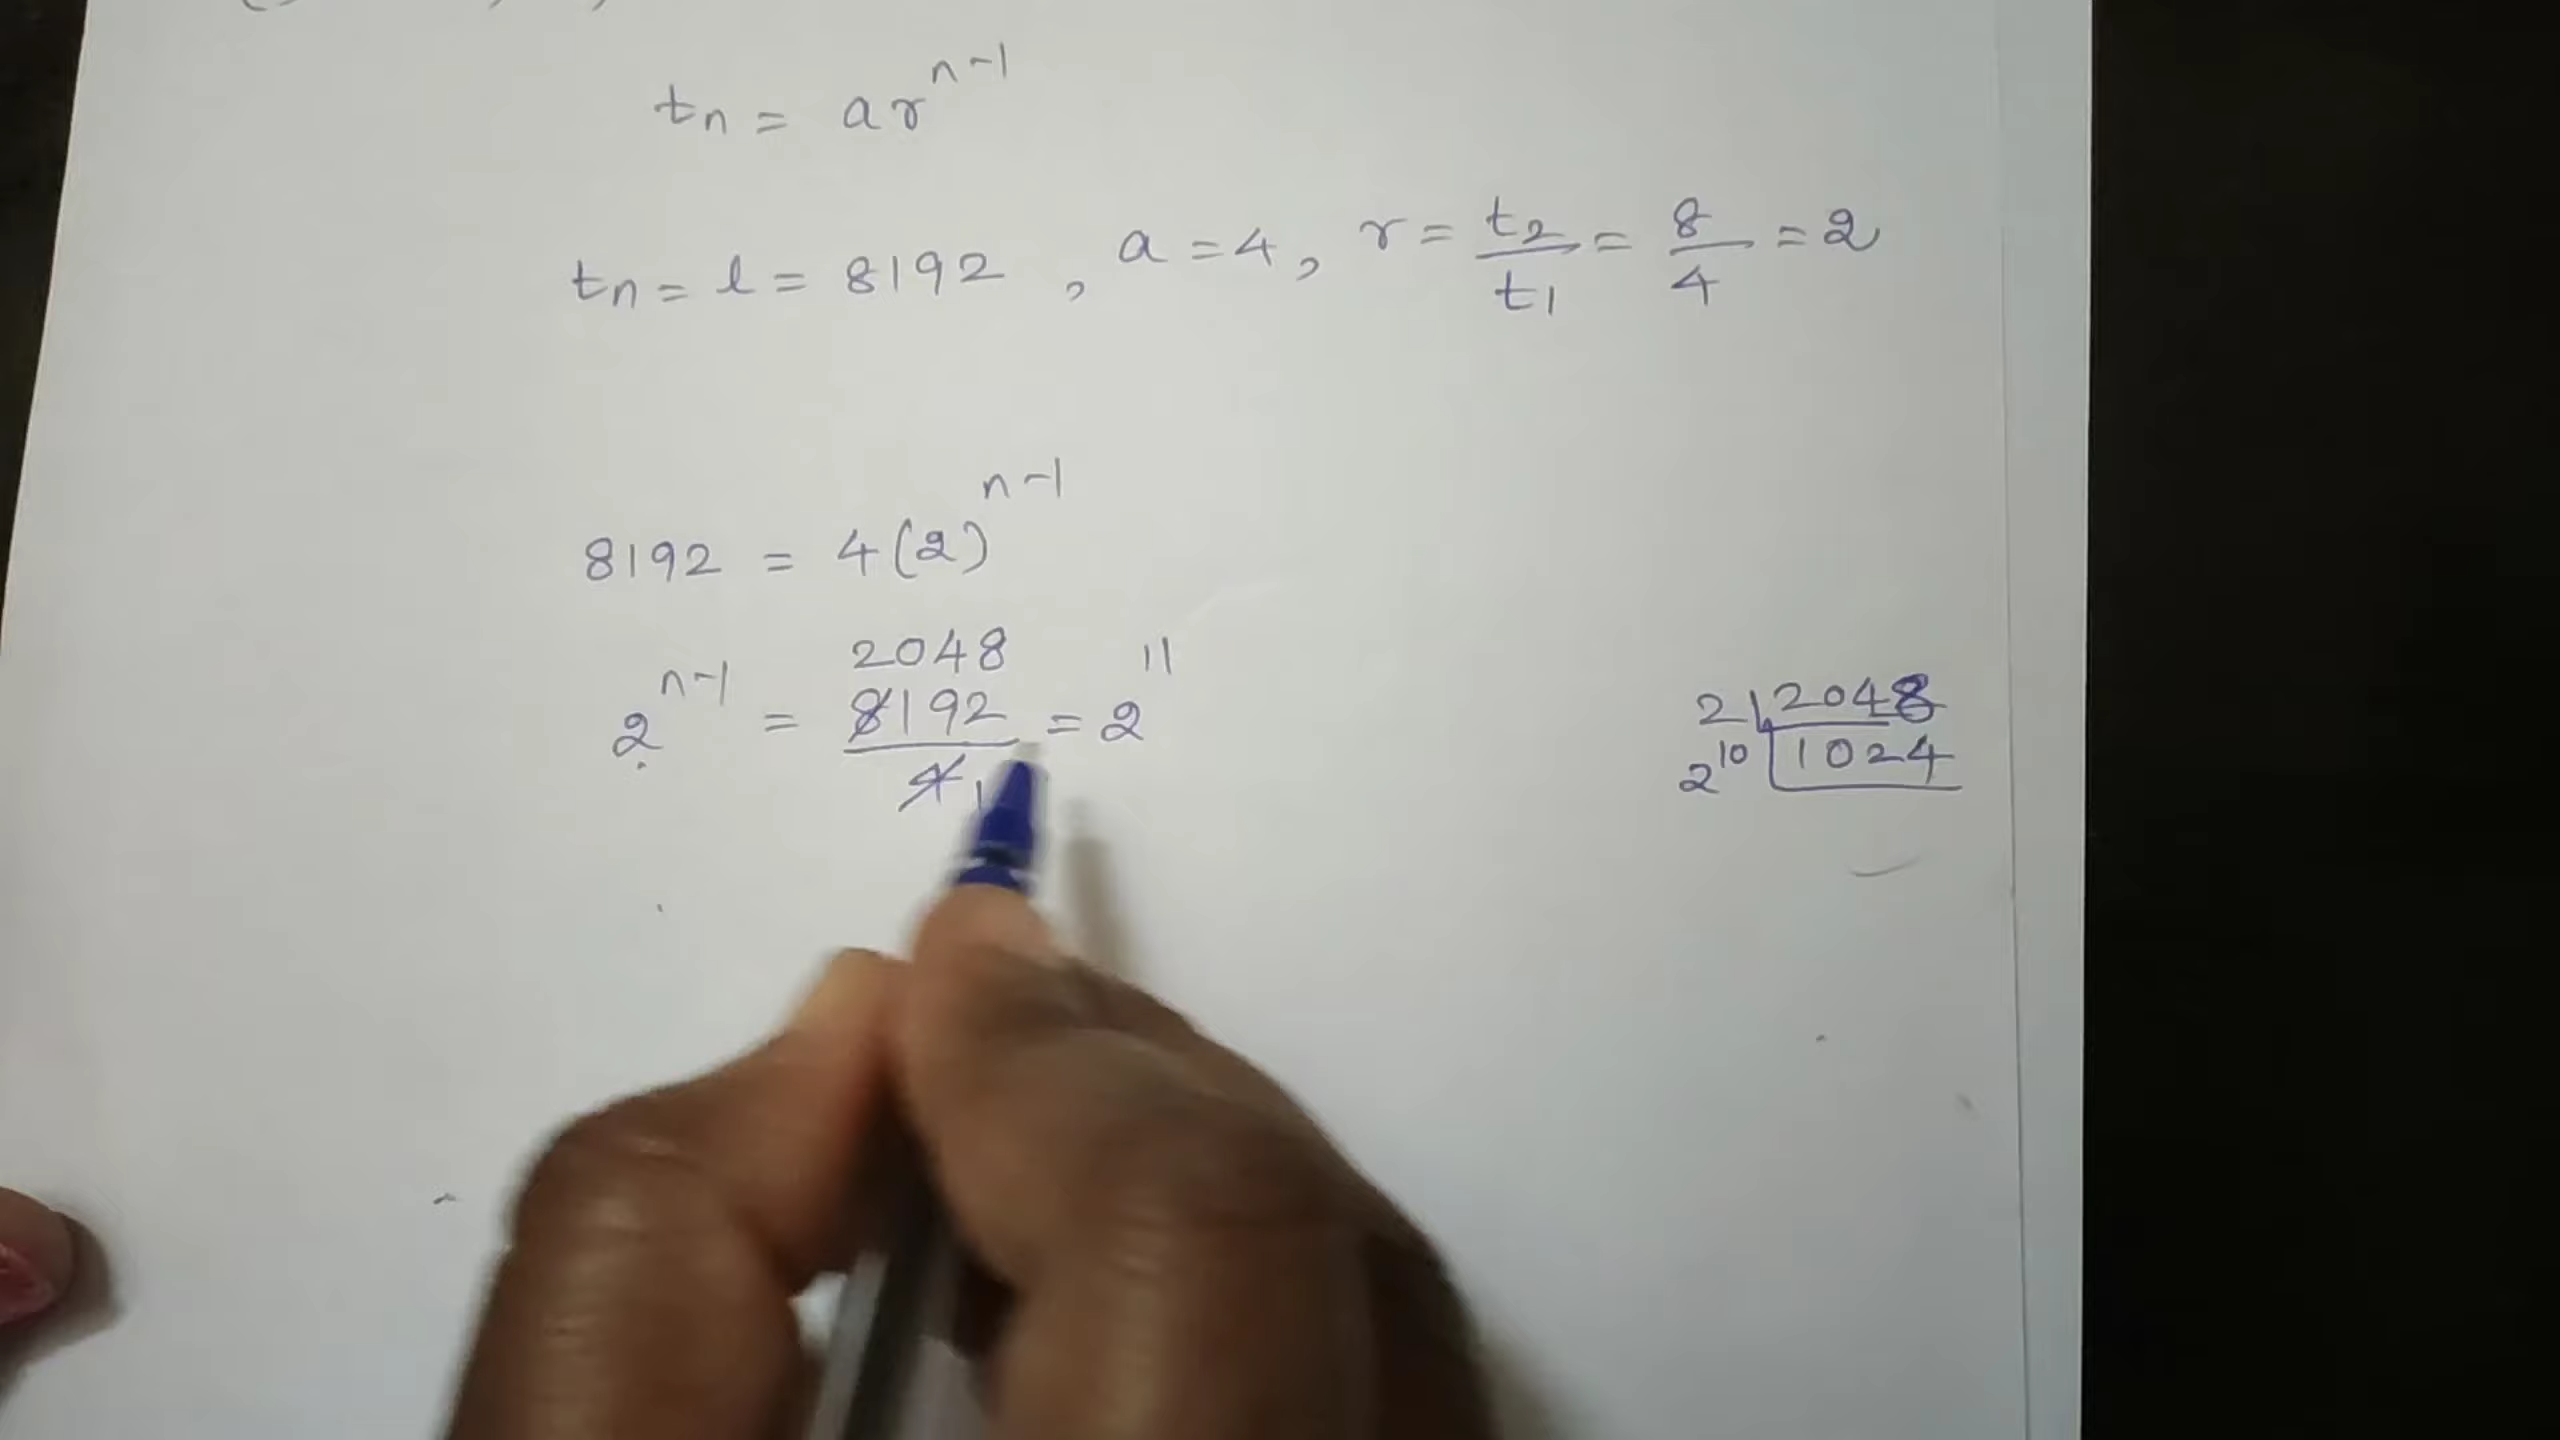 tn = ar^n-1
tn = l = 8192 , a = 4, r = t2/t1 = 8/4 = 2
8192 = 4(2)^n-1
2048
2^n-1 = 8192/4 = 2^11
1
2 | 2048
2^10 | 1024